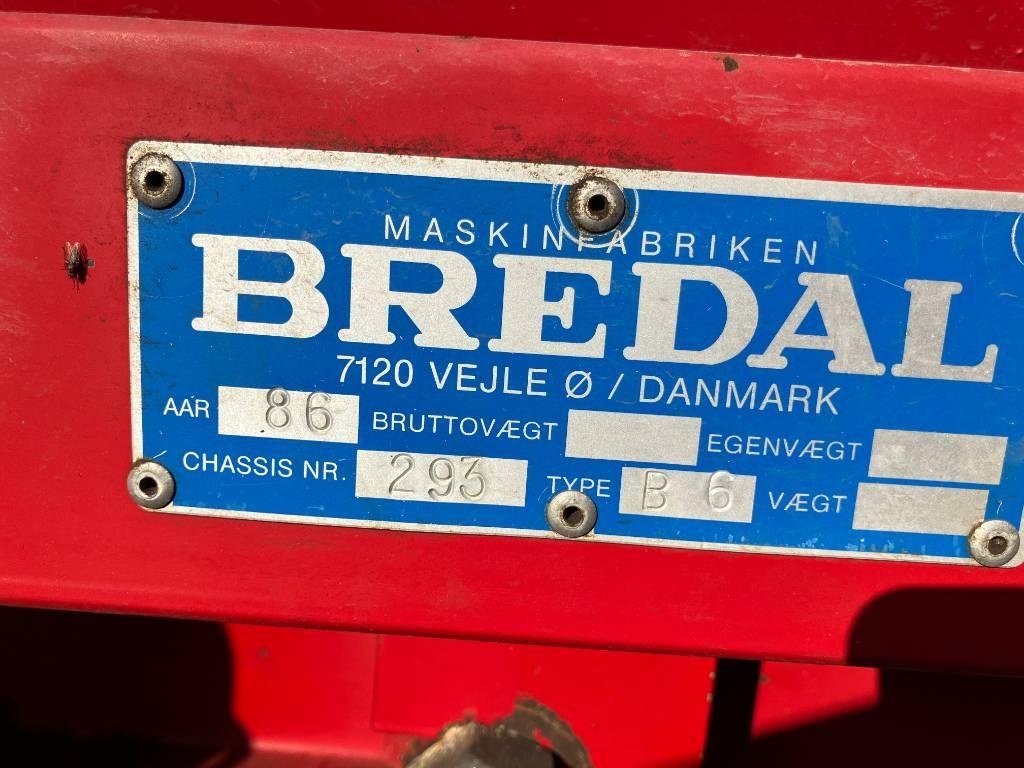 MASKINFABRIKEN
BREDAL
7120 VEJLE Ø / DANMARK
AAR 86 BRUTTOVÆGT EGENVÆGT
CHASSIS NR. 293 TYPE B 6 VÆGT